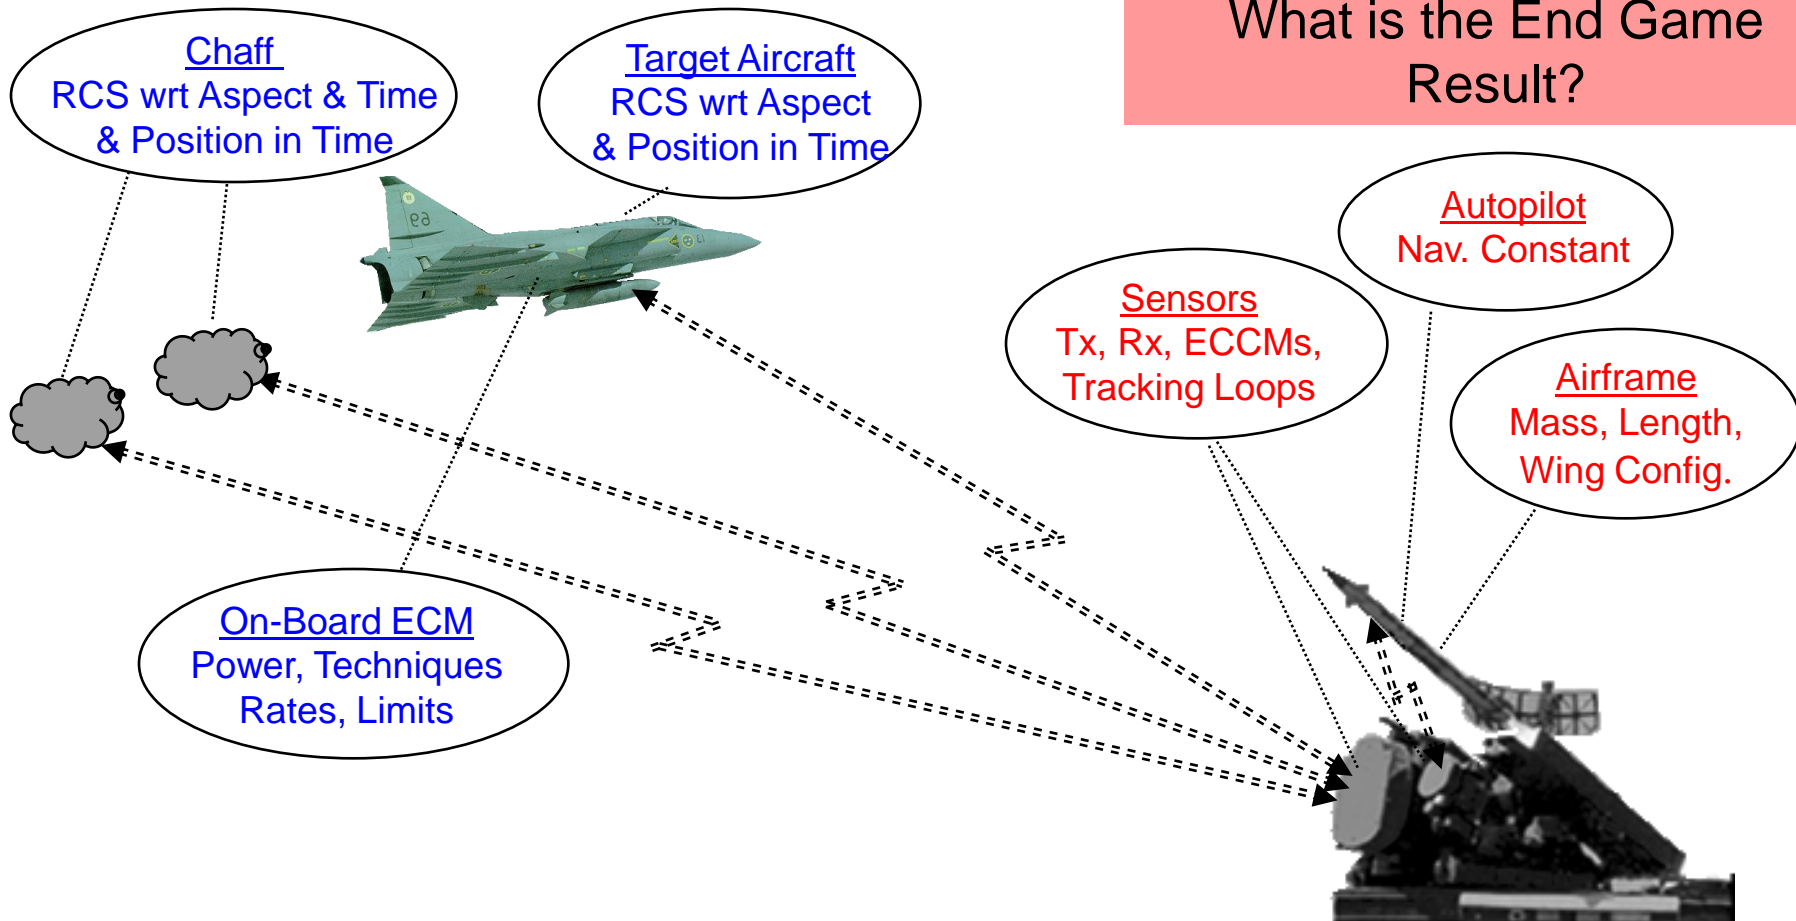 What is the End Game
Result?
Chaff
RCS wrt Aspect & Time
& Position in Time
Target Aircraft
RCS wrt Aspect
& Position in Time
Autopilot
Nav. Constant
Sensors
Tx, Rx, ECCMs,
Tracking Loops
Airframe
Mass, Length,
Wing Config.
On-Board ECM
Power, Techniques
Rates, Limits
69